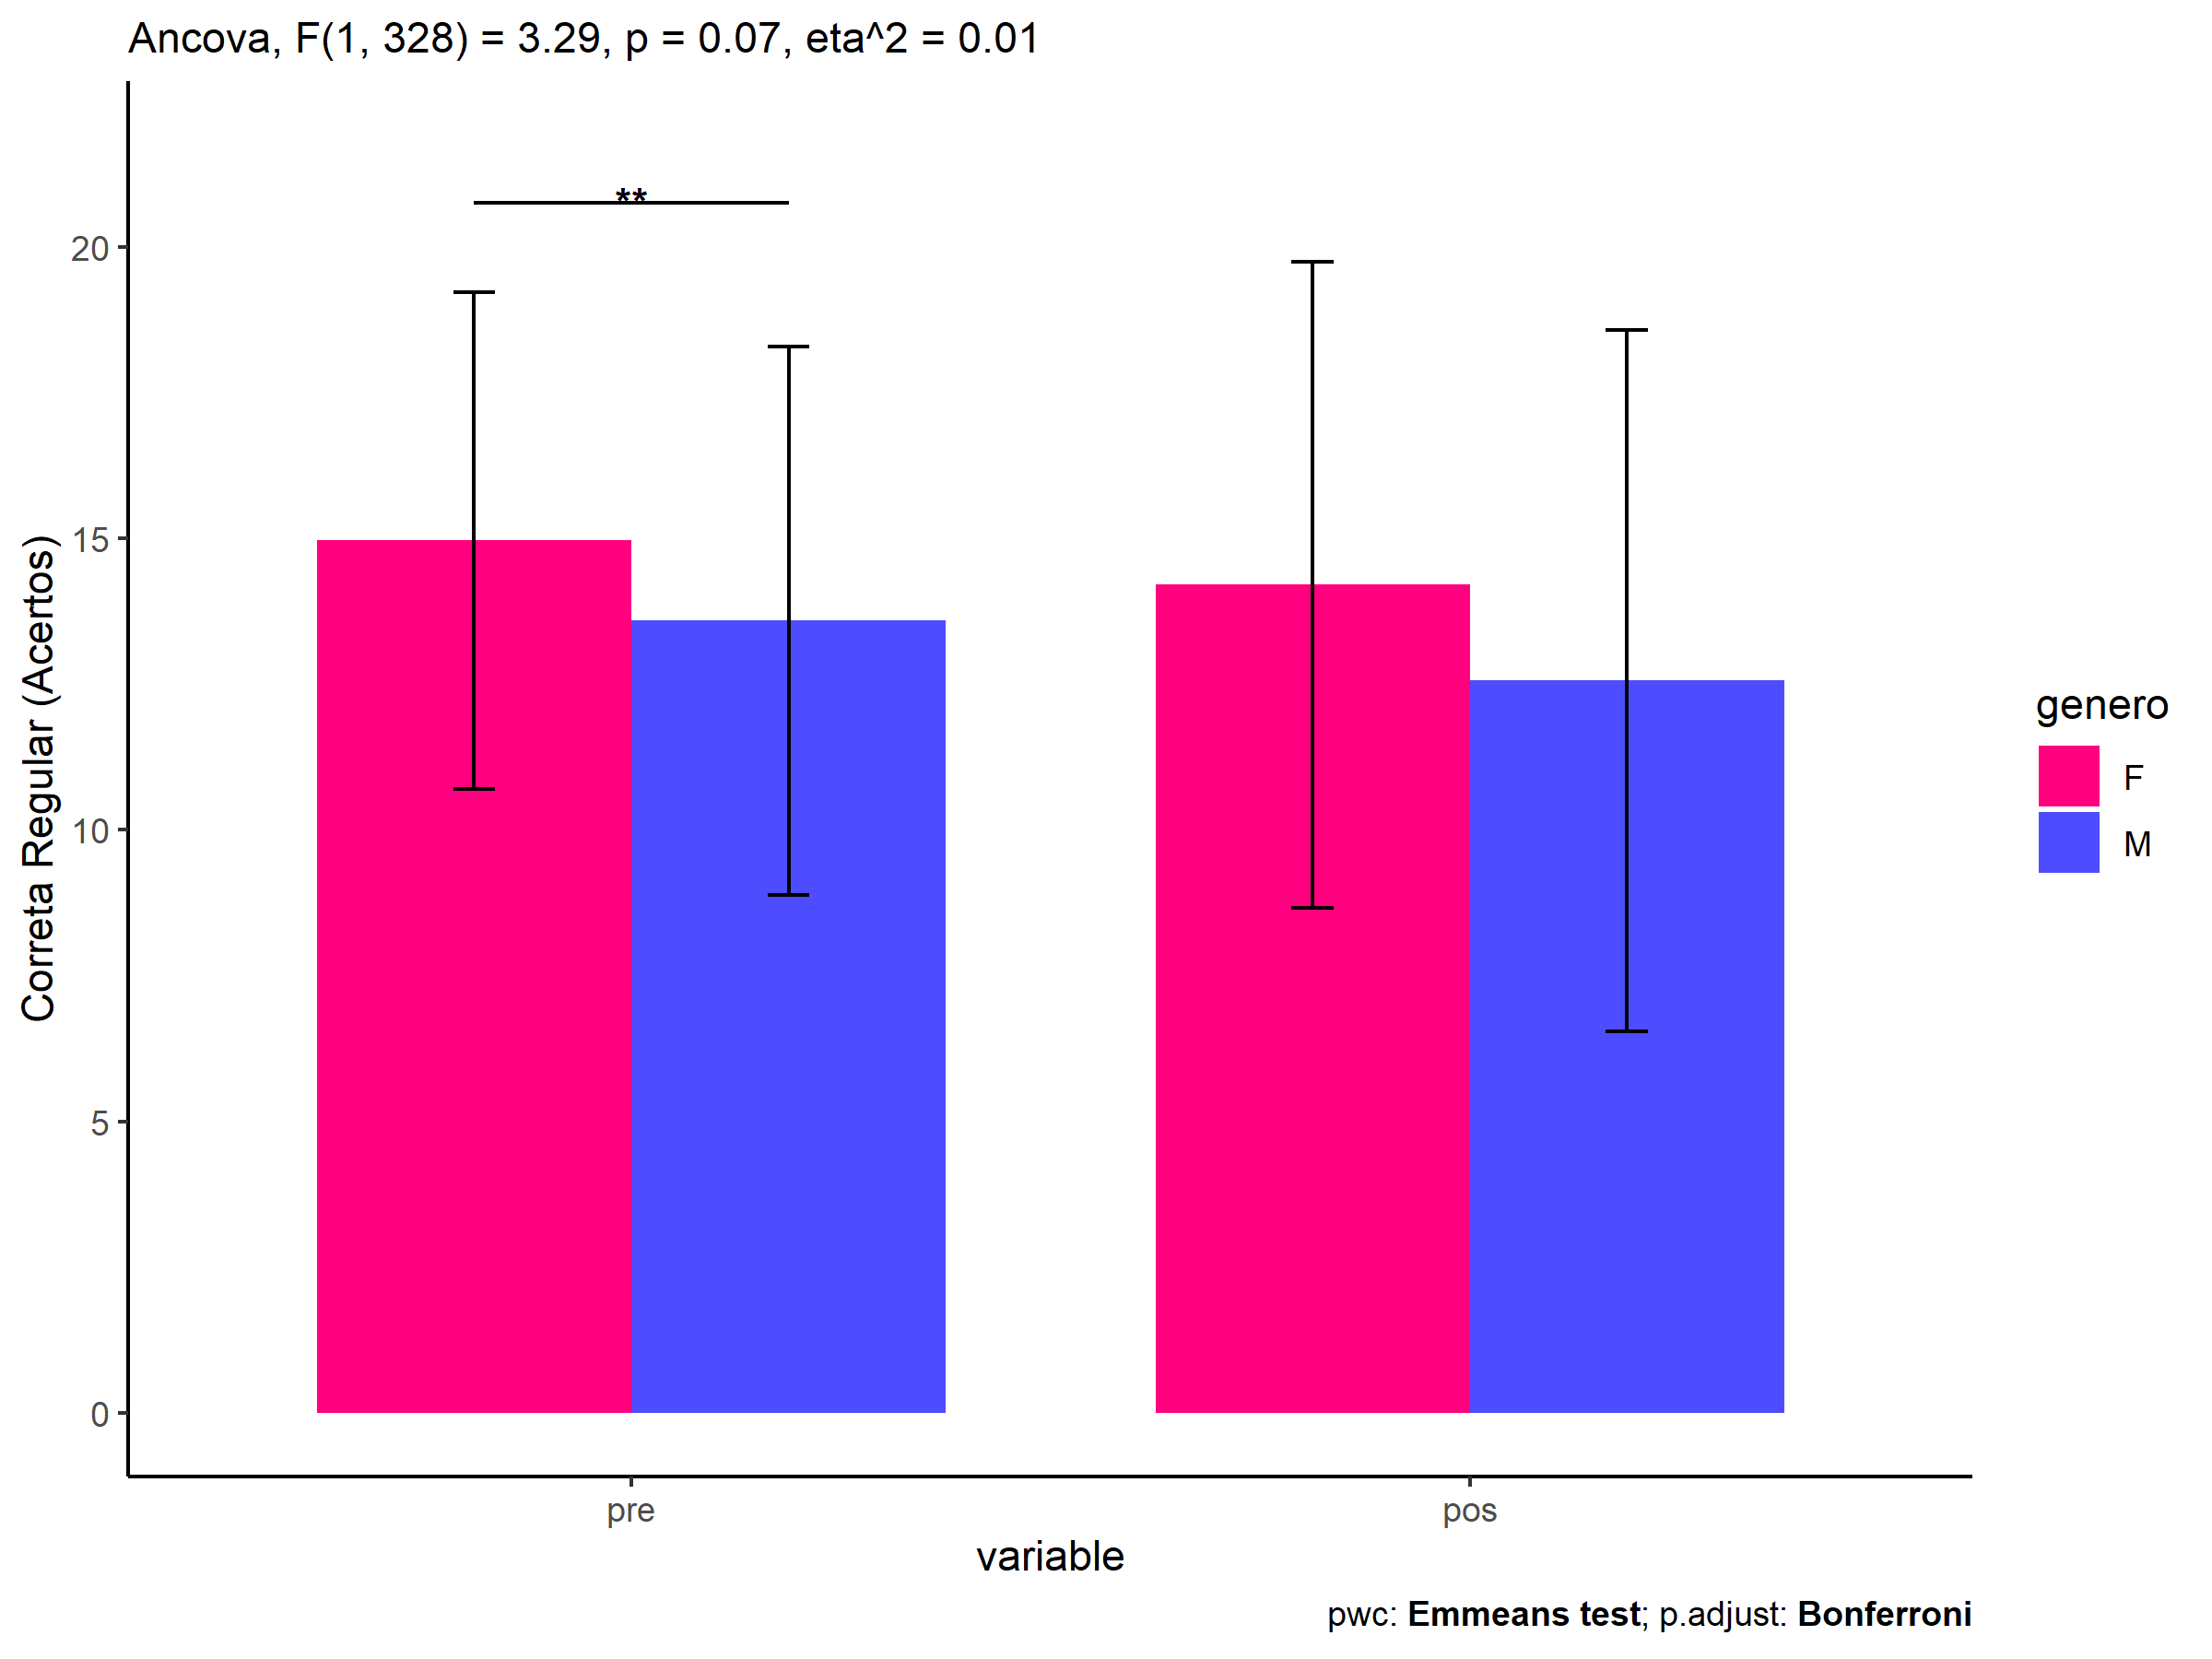 Ancova, F(1, 328) = 3.29, p = 0.07, eta^2 = 0.01
**
20
15
10
5
0
Correta Regular (Acertos)
pre
pos
variable
genero
F
M
pwc: Emmeans test; p.adjust: Bonferroni